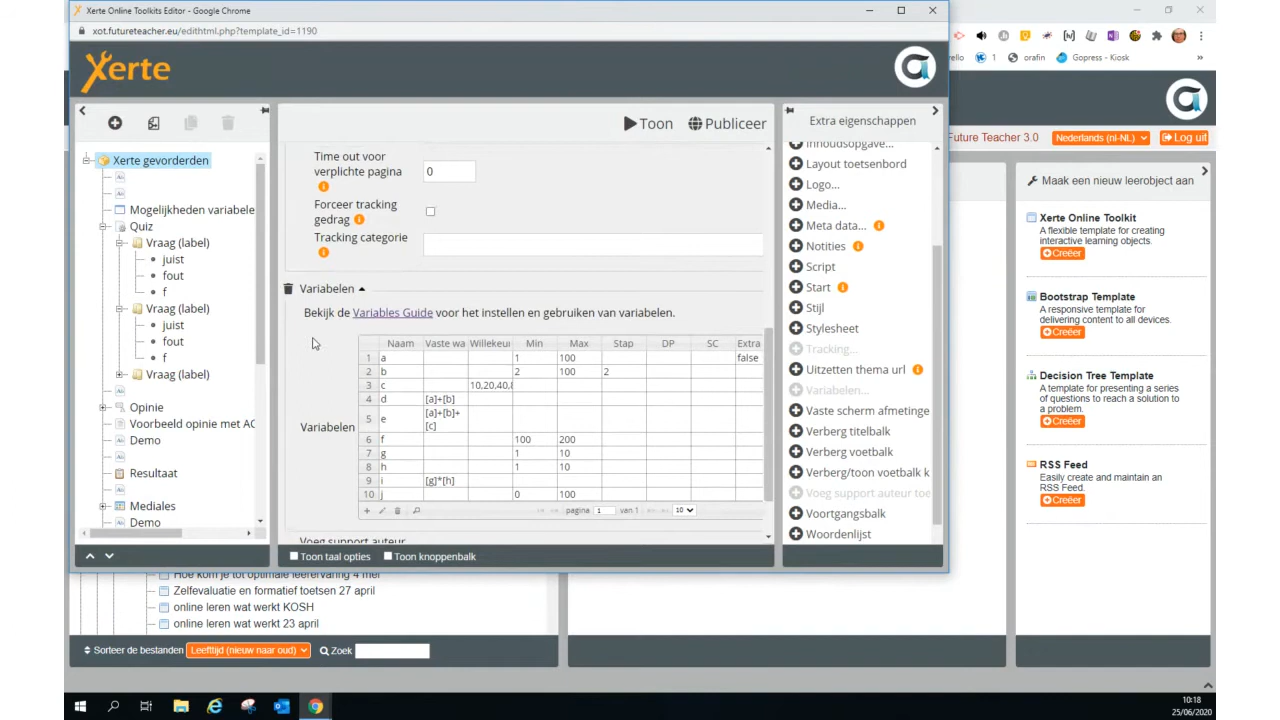 Xerte Online Toolkits Editor - Google Chrome
xot.futureteacher.eu/edithtml.php?template_id=1190
Xerte
1
orafin
Gopress - Kiosk
»
Toon
Publiceer
Extra eigenschappen
Future Teacher 3.0
Nederlands (nl-NL)
Log uit
Xerte gevorderden
Mogelijkheden variabele
Quiz
Vraag (label)
juist
fout
f
Vraag (label)
juist
fout
f
Vraag (label)
Opinie
Voorbeeld opinie met AC
Demo
Resultaat
Mediales
Demo
Time out voor
verplichte pagina
0
Forceer tracking
gedrag
Tracking categorie
Variabelen
Bekijk de Variables Guide voor het instellen en gebruiken van variabelen.
Variabelen
Naam Vaste wa Willekeu Min Max Stap DP SC Extra
1 a 1 100 false
2 b 2 100 2
3 c 10,20,40,8
4 d [a]+[b]
5 e [a]+[b]+
[c]
6 f 100 200
7 g 1 10
8 h 1 10
9 i [g]*[h]
10 j 0 100
pagina 1 van 1 10
Voeg support auteur
Toon taal opties
Toon knoppenbalk
Inhoudsopgave...
Layout toetsenbord
Logo...
Media...
Meta data...
Notities
Script
Start
Stijl
Stylesheet
Tracking...
Uitzetten thema url
Variabelen...
Vaste scherm afmetinge
Verberg titelbalk
Verberg voetbalk
Verberg/toon voetbalk k
Voeg support auteur toe
Voortgangsbalk
Woordenlijst
Maak een nieuw leerobject aan
Xerte Online Toolkit
A flexible template for creating
interactive learning objects.
Creëer
Bootstrap Template
A responsive template for
delivering content to all devices.
Creëer
Decision Tree Template
A template for presenting a series
of questions to reach a solution to
a problem.
Creëer
RSS Feed
Easily create and maintain an
RSS Feed.
Creëer
Hoe kom je tot optimale leerervaring 4 mei
Zelfevaluatie en formatief toetsen 27 april
online leren wat werkt KOSH
online leren wat werkt 23 april
Sorteer de bestanden
Leeftijd (nieuw naar oud)
Zoek
10:18
25/06/2020